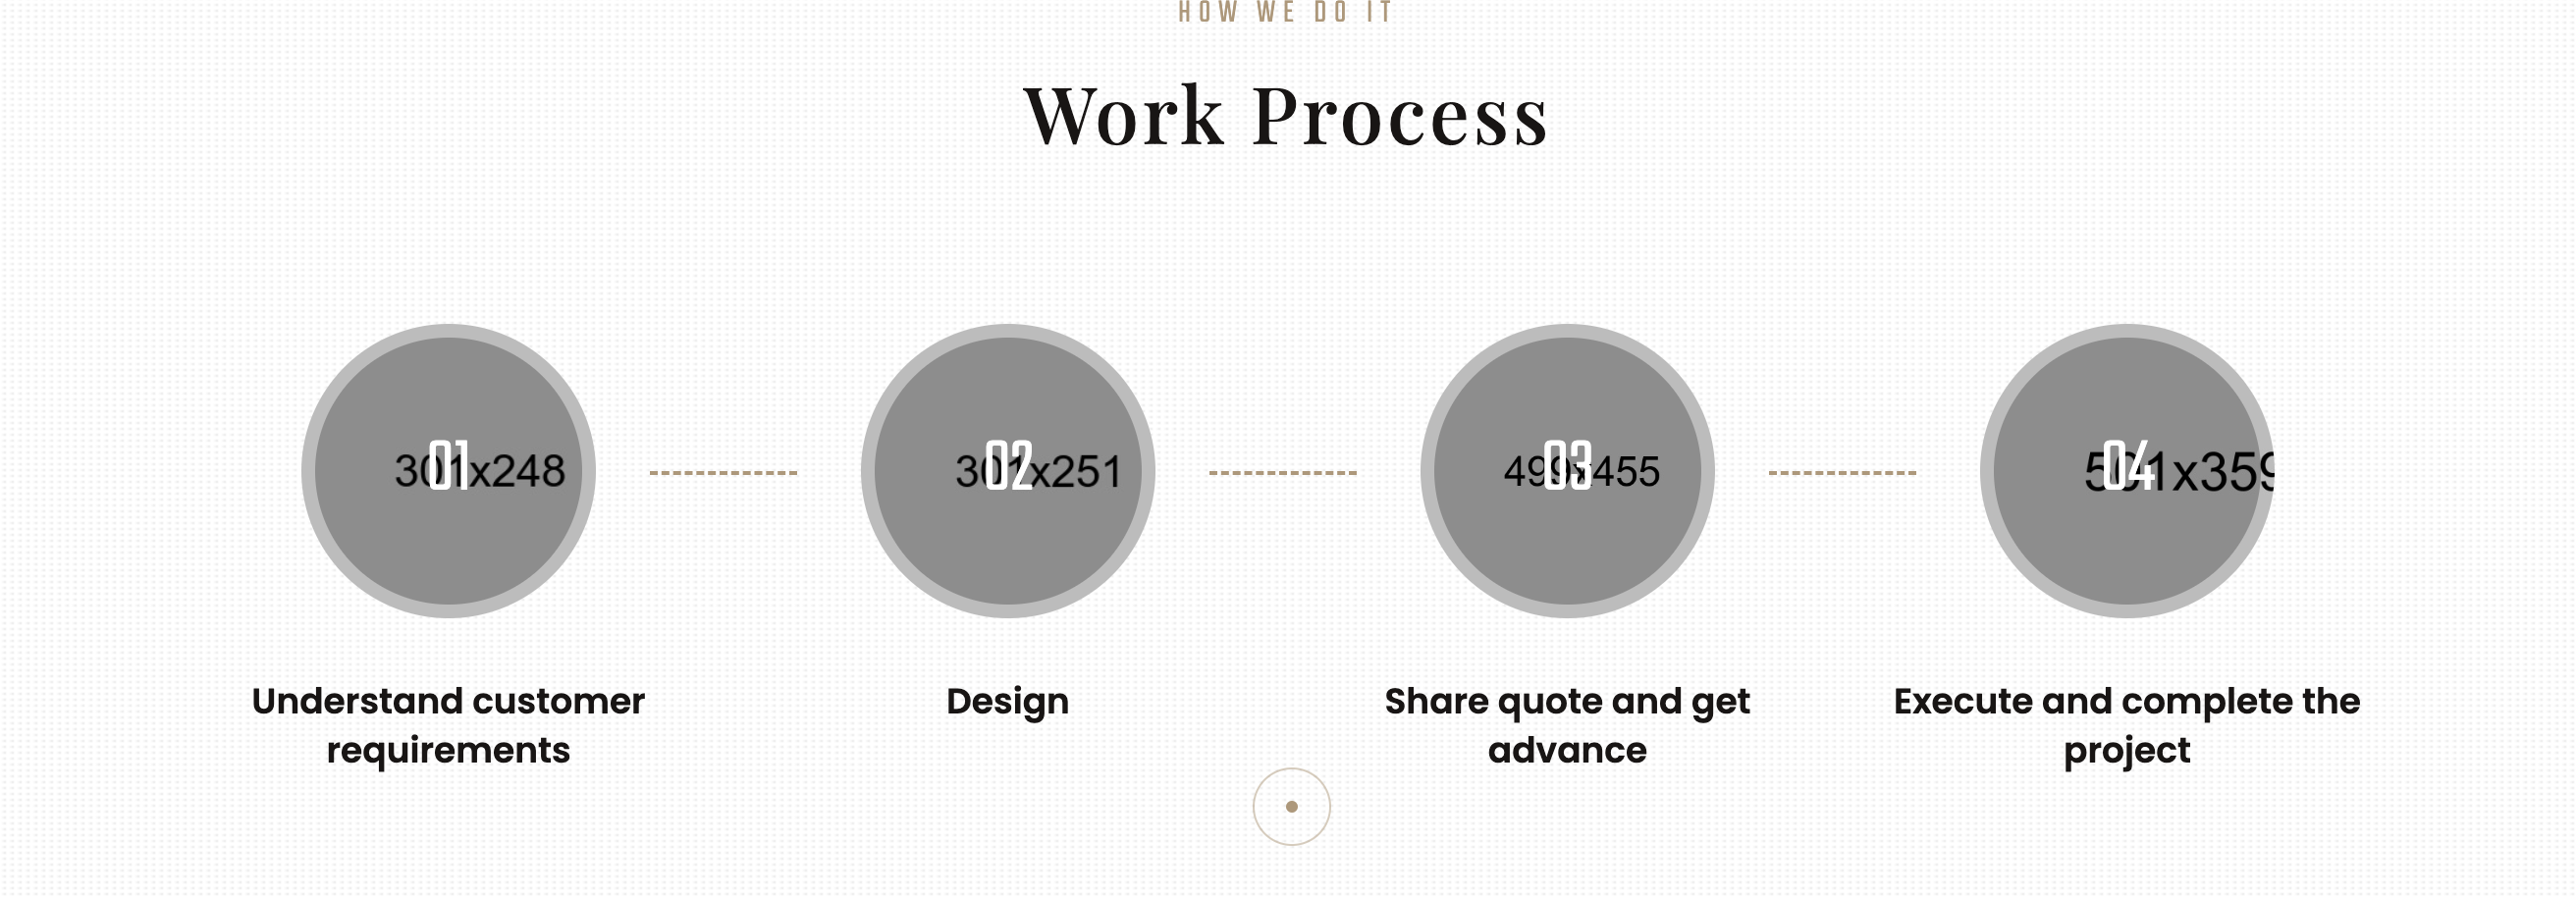 HOW WE DO IT
Work Process
01
301x248
02
301x251
03
499x455
04
501x359
Understand customer
requirements
Design
Share quote and get
advance
Execute and complete the
project